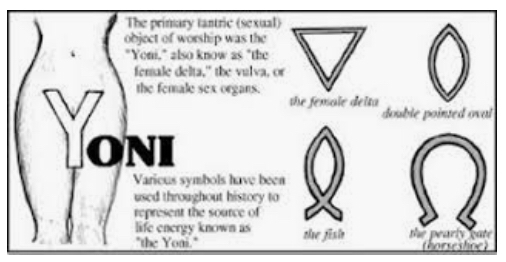 The primary tantric (sexual)
object of worship was the
"Yoni," also know as "the
female delta," the vulva, or
the female sex organs.
YONI
Various symbols have been
used throughout history to
represent the source of
life energy known as
"the Yoni."
the female delta
double pointed oval
the fish
the pearly gate
(horseshoe)